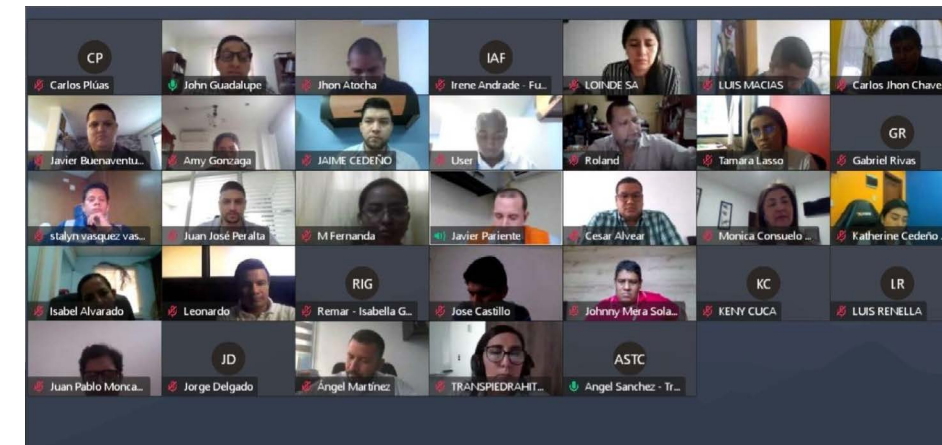 CP
Carlos Plúas
John Guadalupe
Jhon Atocha
IAF
Irene Andrade - Fu...
LOINDE SA
LUIS MACIAS
Carlos Jhon Chave
Javier Buenaventu...
Amy Gonzaga
JAIME CEDEÑO
User
Roland
Tamara Lasso
GR
Gabriel Rivas
stalyn vasquez vas...
Juan José Peralta
M Fernanda
Javier Pariente
Cesar Alvear
Monica Consuelo ...
Katherine Cedeño
Isabel Alvarado
Leonardo
RIG
Remar - Isabella G...
Jose Castillo
Johnny Mera Sola...
KC
KENY CUCA
LR
LUIS RENELLA
Juan Pablo Monca...
JD
Jorge Delgado
Ángel Martínez
TRANSPIEDRAHIT...
ASTC
Angel Sanchez - Tr...